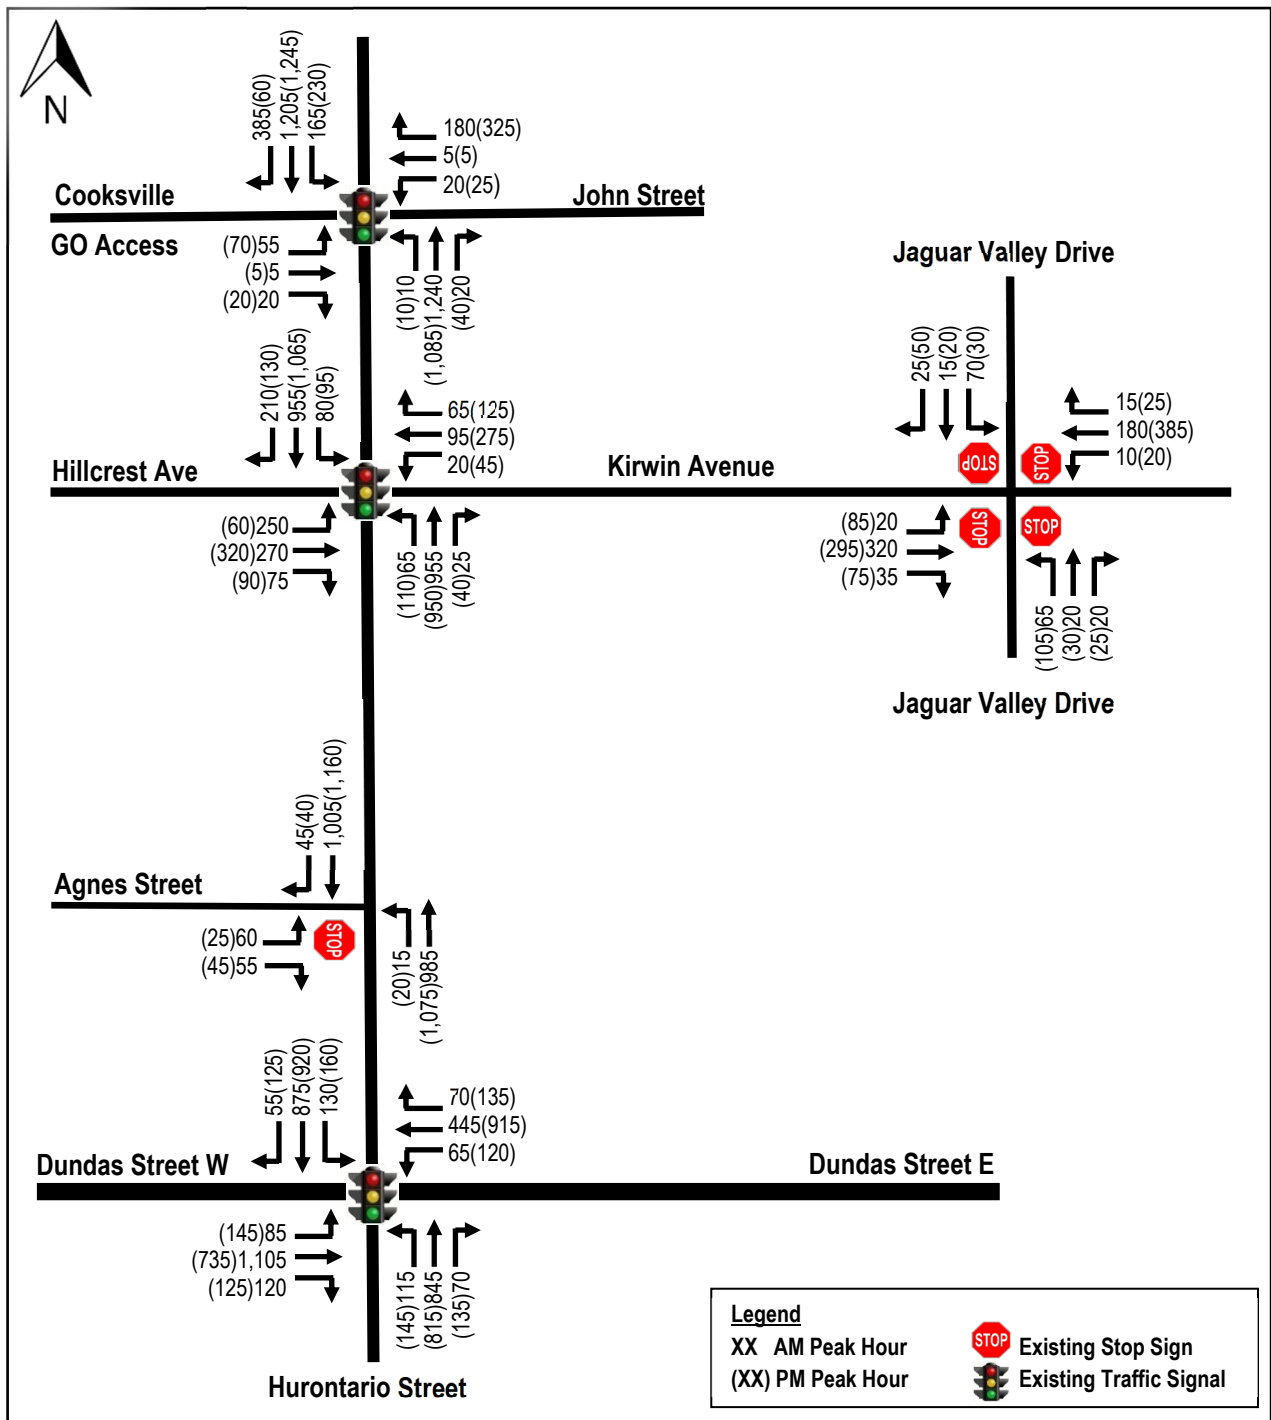 N
385(60)
1,205(1,245)
165(230)
180(325)
5(5)
20(25)
Cooksville
GO Access
John Street
(70)55
(5)5
(20)20
(10)10
(1,085)1,240
(40)20
210(130)
955(1,065)
80(95)
65(125)
95(275)
20(45)
Hillcrest Ave
Kirwin Avenue
(60)250
(320)270
(90)75
(110)65
(950)955
(40)25
Jaguar Valley Drive
25(50)
15(20)
70(30)
15(25)
180(385)
10(20)
STOP
STOP
STOP
STOP
(85)20
(295)320
(75)35
(105)65
(30)20
(25)20
Jaguar Valley Drive
45(40)
1,005(1,160)
Agnes Street
STOP
(25)60
(45)55
(20)15
(1,075)985
55(125)
875(920)
130(160)
70(135)
445(915)
65(120)
Dundas Street W
Dundas Street E
(145)85
(735)1,105
(125)120
(145)115
(815)845
(135)70
Hurontario Street
Legend
XX AM Peak Hour
(XX) PM Peak Hour
STOP Existing Stop Sign
Existing Traffic Signal